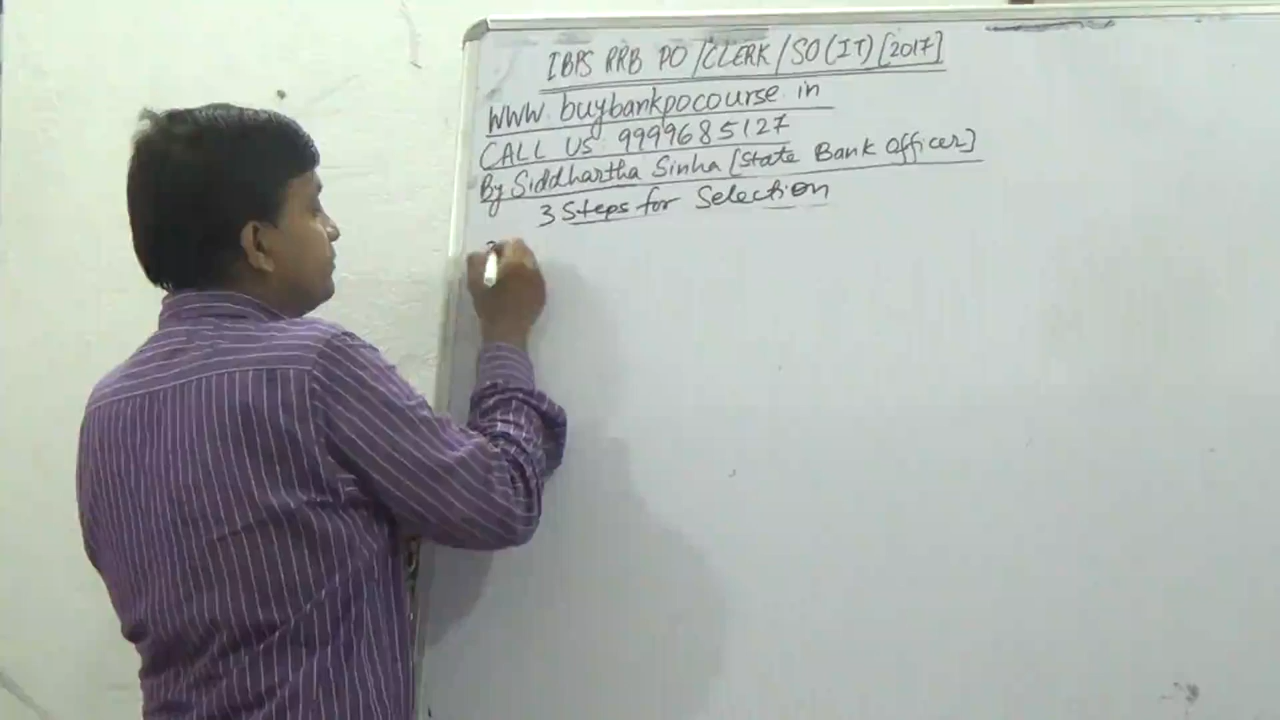 IBPS RRB PO/CLERK/SO(IT)[2017]
WWW.buybankpocourse.in
CALL US 9999685127
By Siddhartha Sinha [State Bank Officer]
3 Steps for Selection